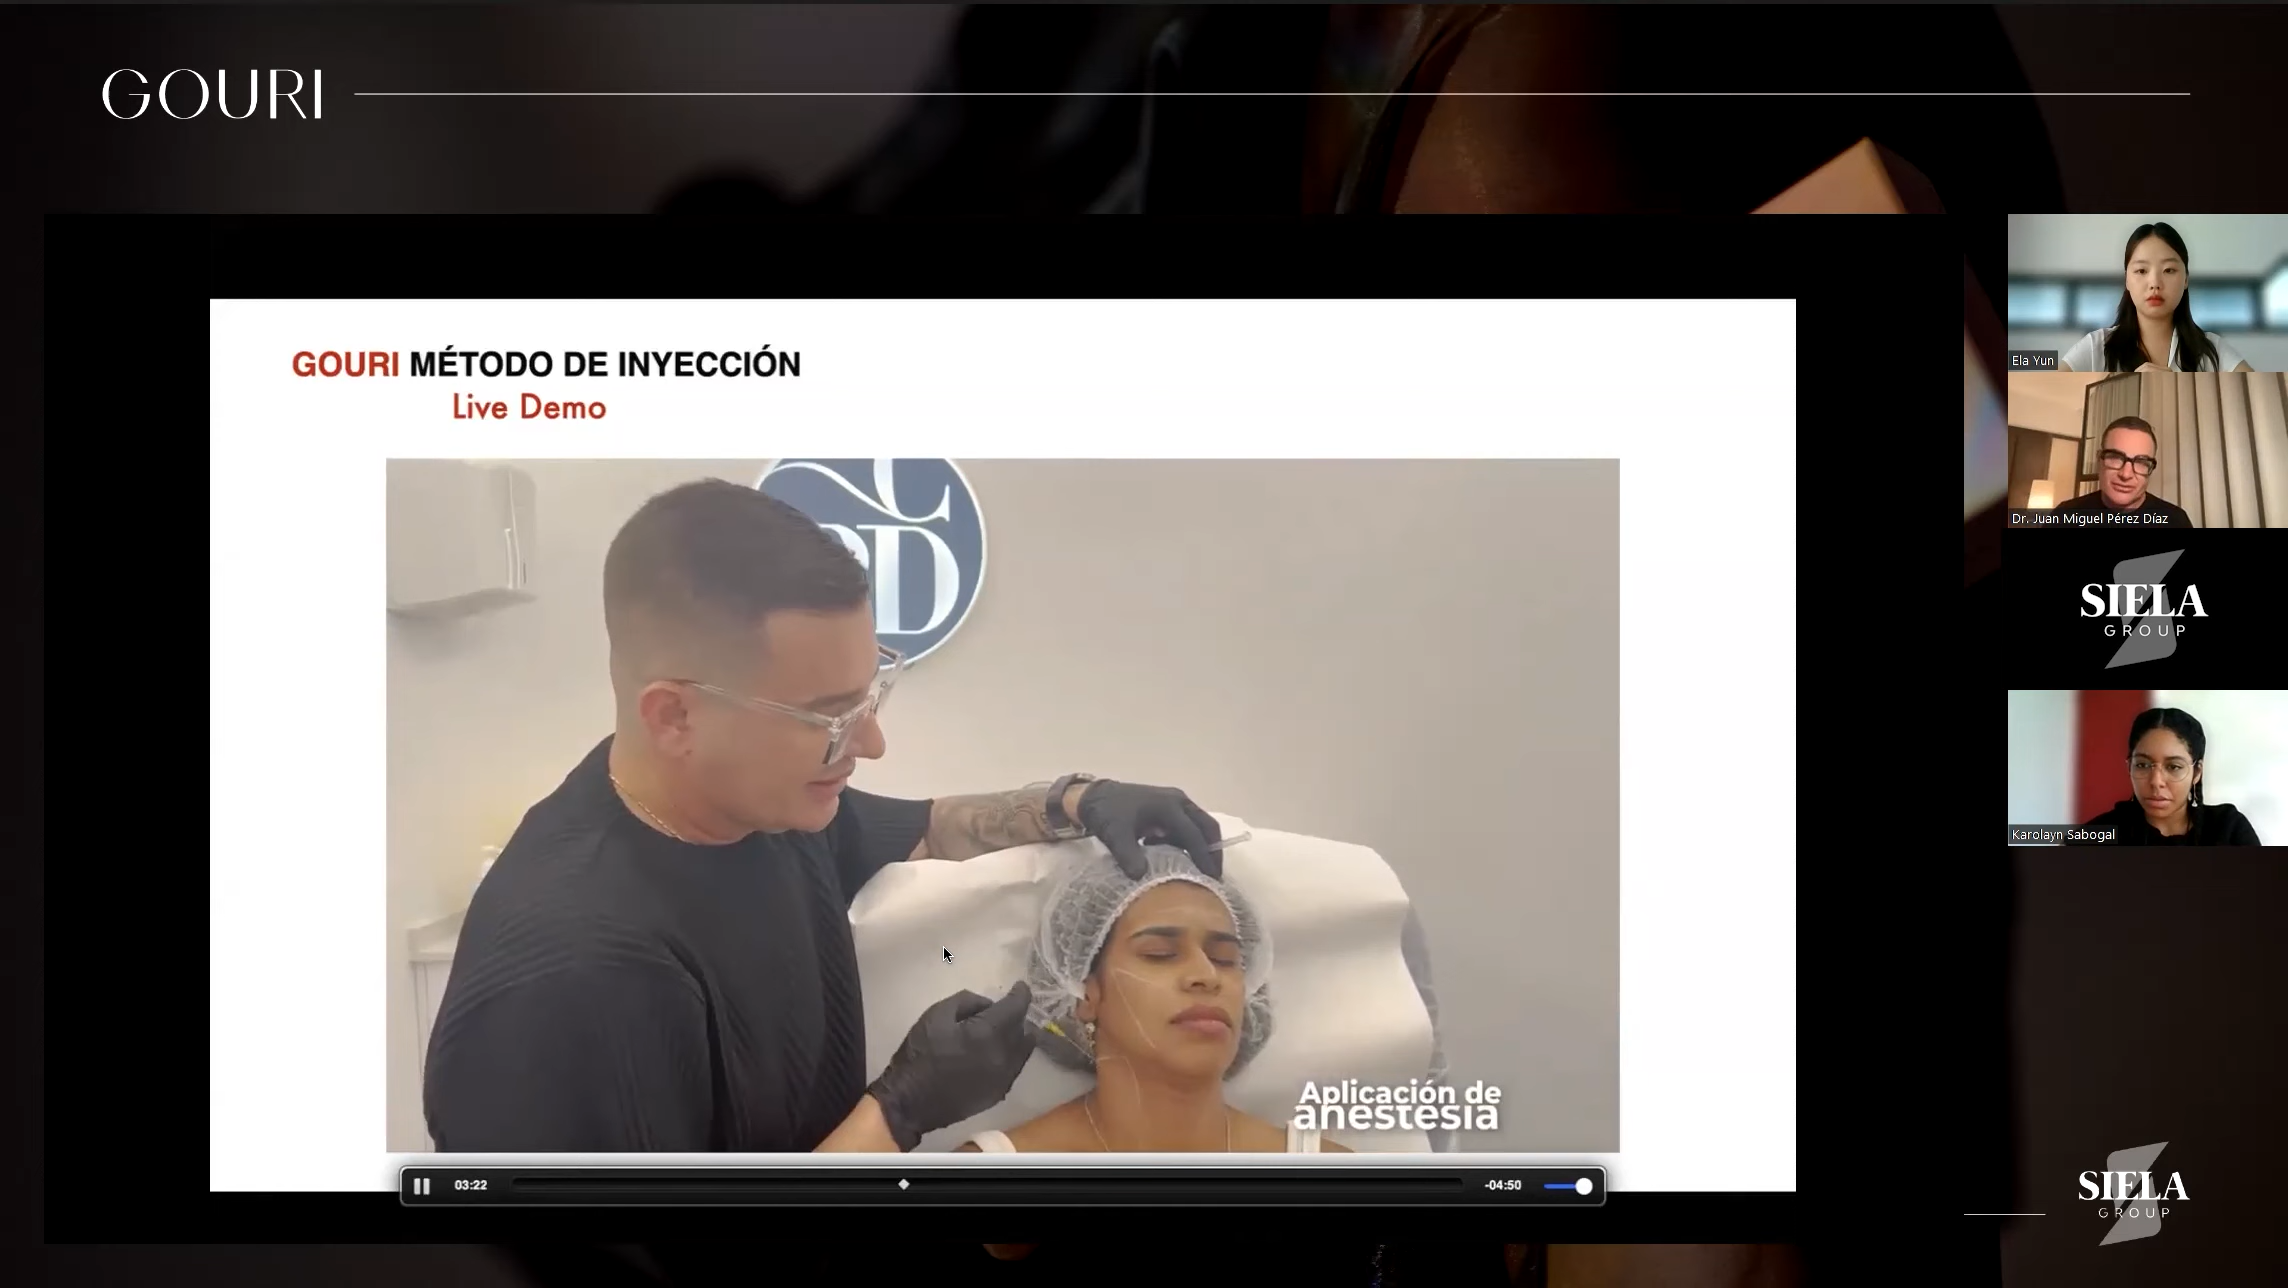 GOURI
GOURI MÉTODO DE INYECCIÓN
Live Demo
Aplicación de
anestesia
03:22
-04:50
Ela Yun
Dr. Juan Miguel Pérez Díaz
SIELA
GROUP
Karolayn Sabogal
SIELA
GROUP